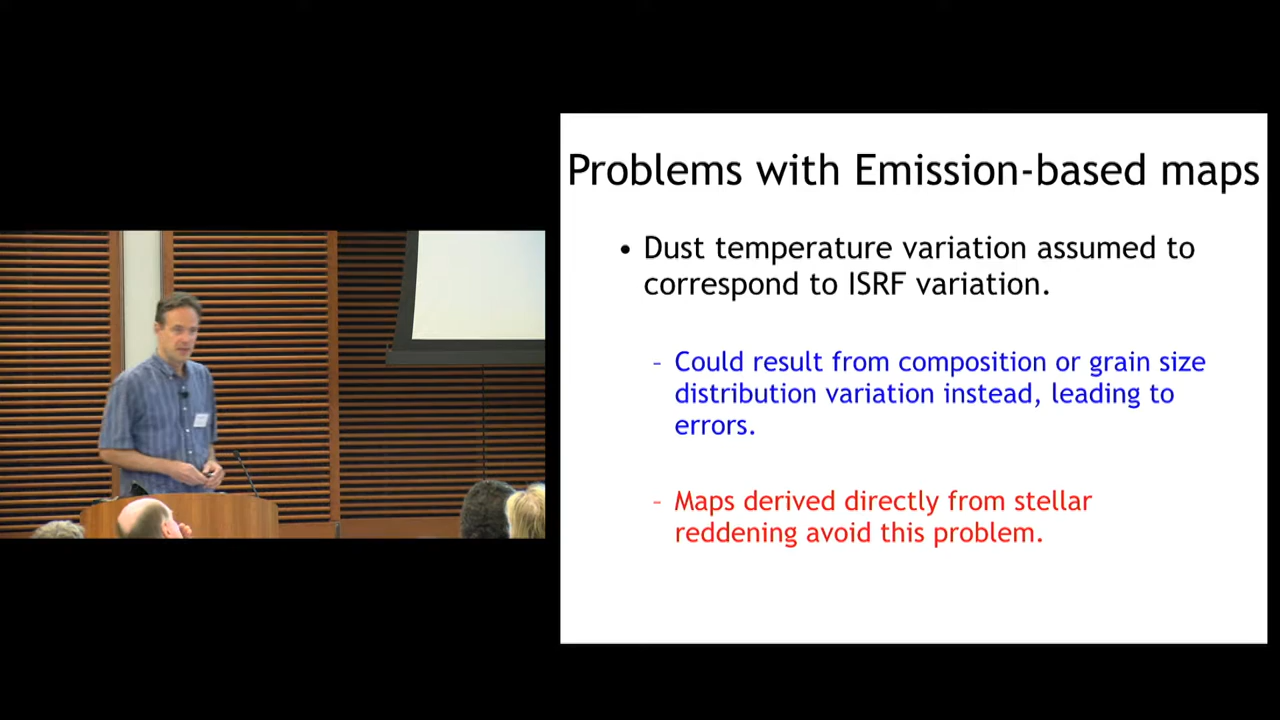 Problems with Emission-based maps
• Dust temperature variation assumed to
correspond to ISRF variation.
– Could result from composition or grain size
distribution variation instead, leading to
errors.
– Maps derived directly from stellar
reddening avoid this problem.